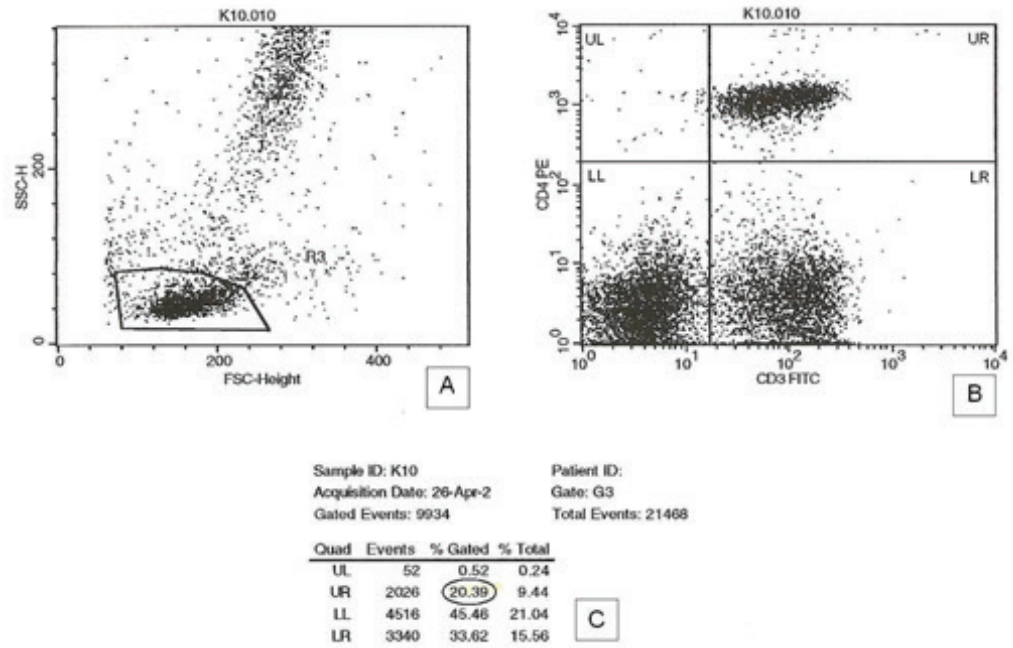 K10.010
SSC-H
200
0
R3
0 200 400
FSC-Height
A
K10.010
CD4 PE
10^4
10^3
10^2
10^1
10^0
UL UR
LL LR
10^0 10^1 10^2 10^3 10^4
CD3 FITC
B
Sample ID: K10 Patient ID:
Acquisition Date: 26-Apr-2 Gate: G3
Gated Events: 9934 Total Events: 21468
Quad Events % Gated % Total
UL 52 0.52 0.24
UR 2026 20.39 9.44
LL 4516 45.46 21.04
LR 3340 33.62 15.56
C